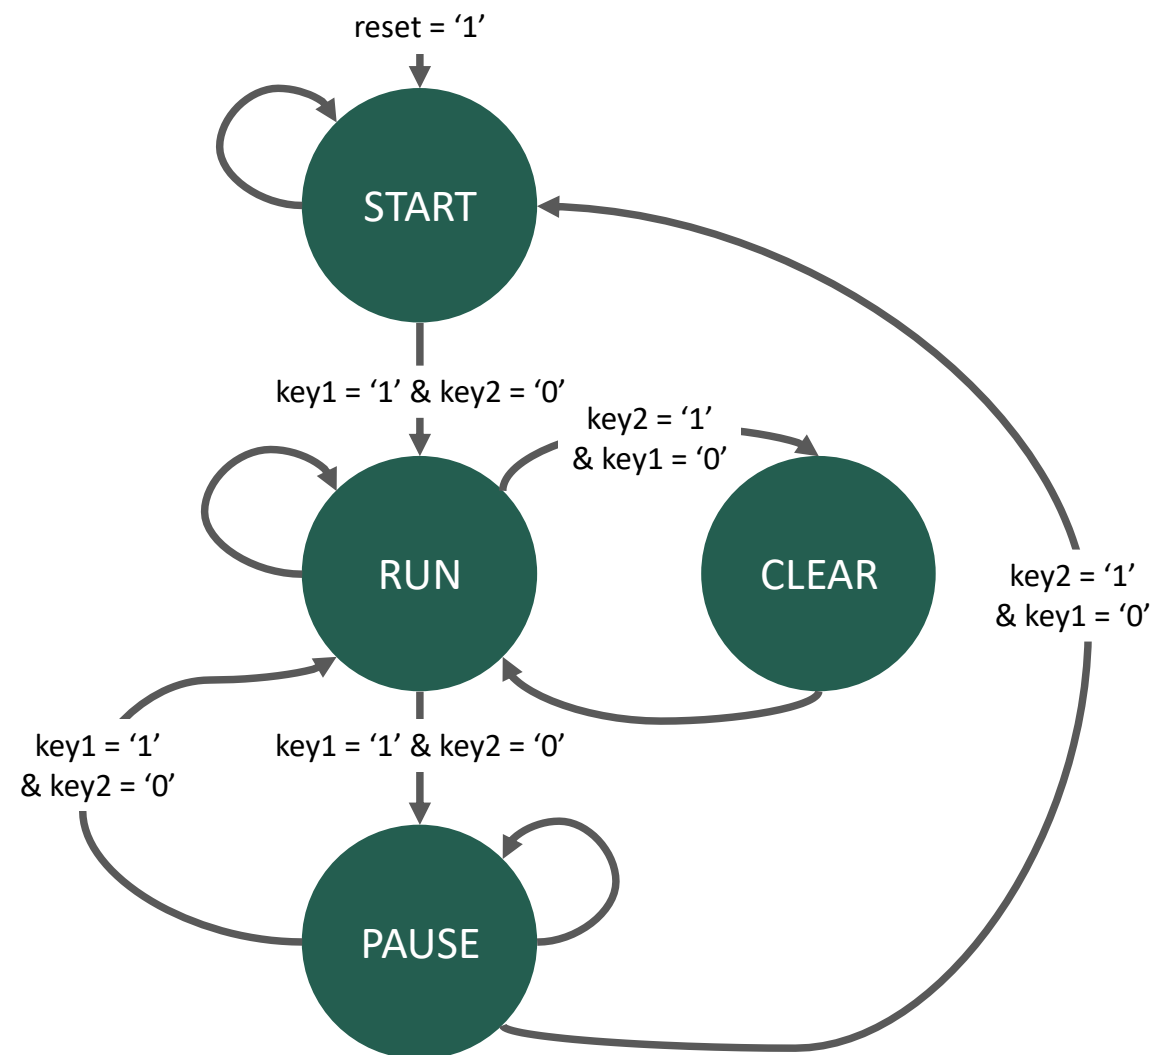 reset = ‘1’
START
key1 = ‘1’ & key2 = ‘0’
key2 = ‘1’
& key1 = ‘0’
RUN
CLEAR
key2 = ‘1’
& key1 = ‘0’
key1 = ‘1’
& key2 = ‘0’
key1 = ‘1’ & key2 = ‘0’
PAUSE